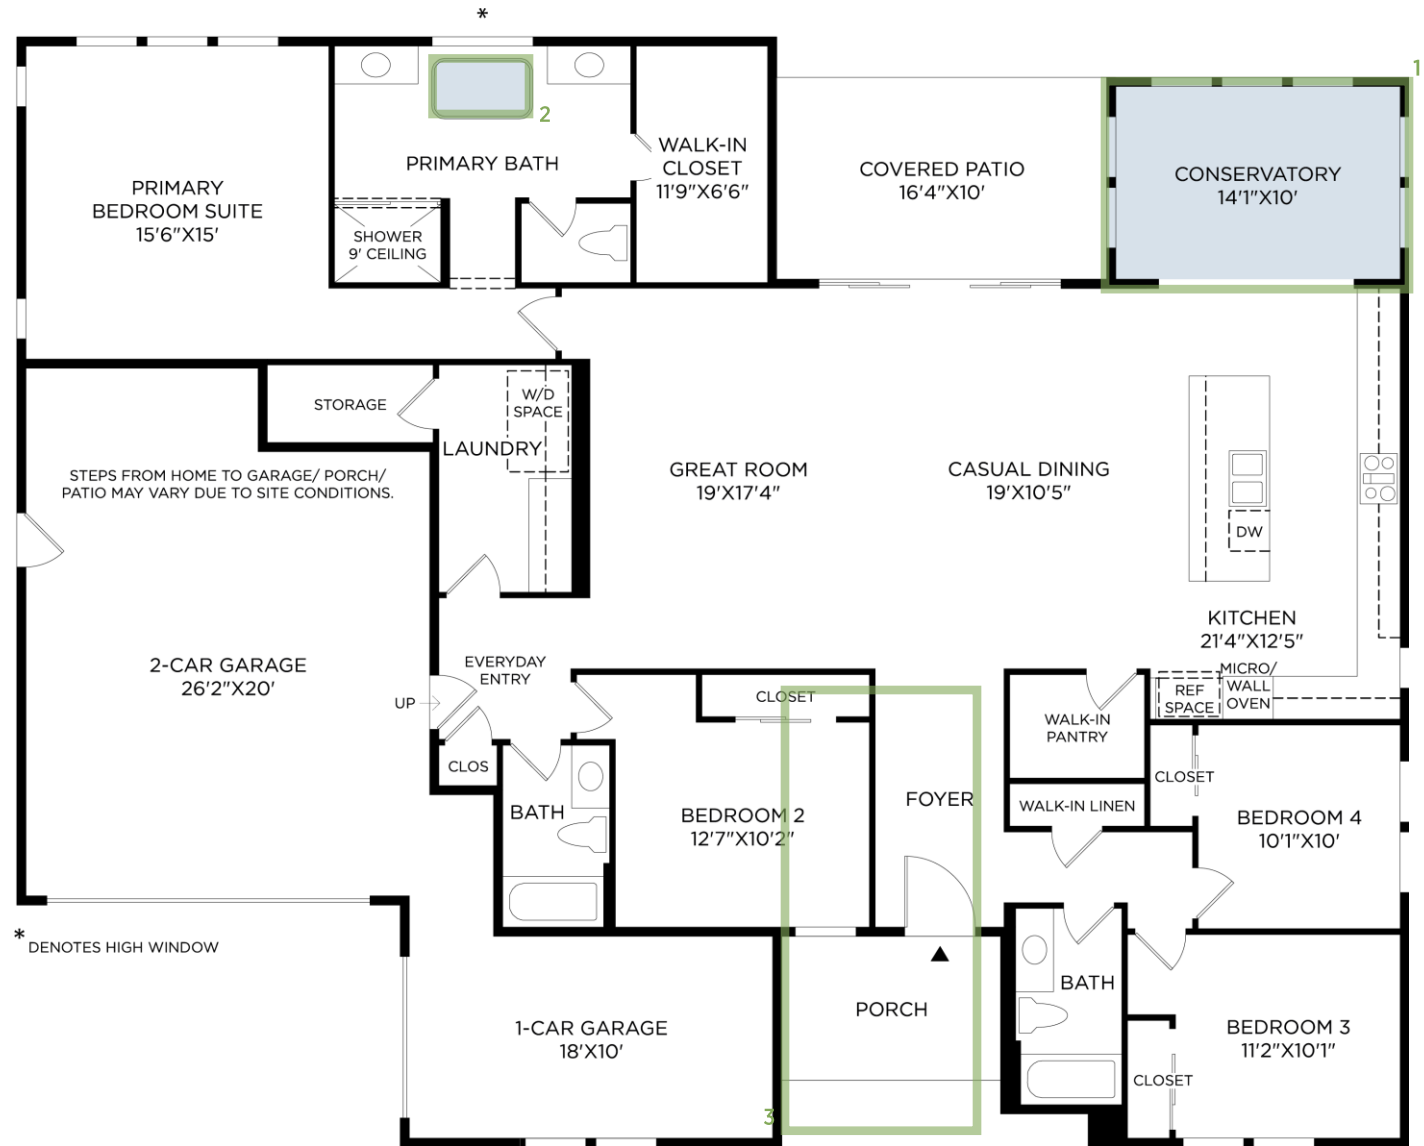 *
1
2
PRIMARY BATH
WALK-IN
CLOSET
11'9"X6'6"
COVERED PATIO
16'4"X10'
CONSERVATORY
14'1"X10'
PRIMARY
BEDROOM SUITE
15'6"X15'
SHOWER
9' CEILING
STORAGE
W/D
SPACE
LAUNDRY
STEPS FROM HOME TO GARAGE/ PORCH/
PATIO MAY VARY DUE TO SITE CONDITIONS.
GREAT ROOM
19'X17'4"
CASUAL DINING
19'X10'5"
DW
KITCHEN
21'4"X12'5"
2-CAR GARAGE
26'2"X20'
EVERYDAY
ENTRY
UP
CLOSET
MICRO/
WALL
OVEN
REF
SPACE
WALK-IN
PANTRY
CLOS
BATH
BEDROOM 2
12'7"X10'2"
FOYER
WALK-IN LINEN
CLOSET
BEDROOM 4
10'1"X10'
* DENOTES HIGH WINDOW
1-CAR GARAGE
18'X10'
PORCH
BATH
BEDROOM 3
11'2"X10'1"
CLOSET
3